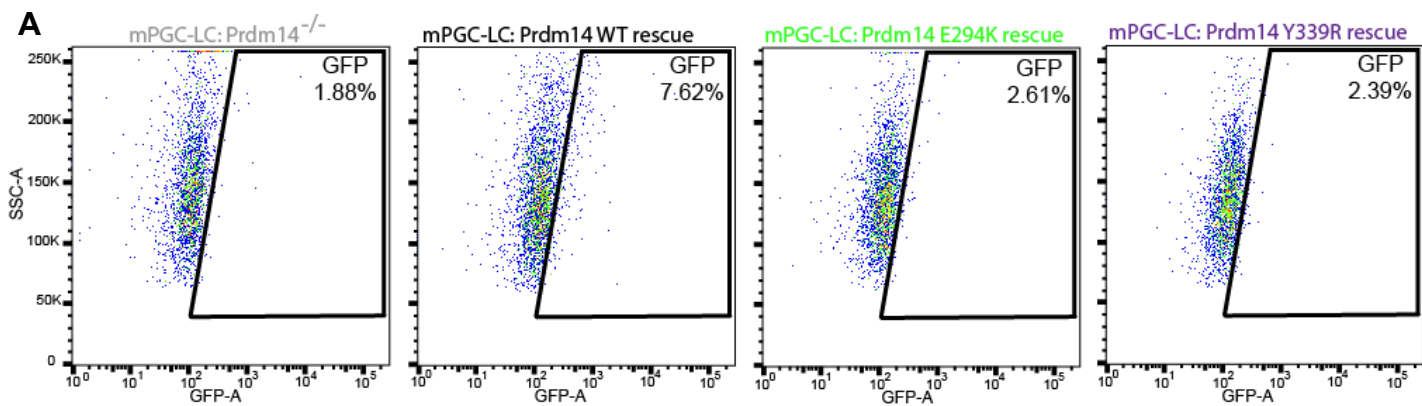 A
mPGC-LC: Prdm14 -/-
mPGC-LC: Prdm14 WT rescue
mPGC-LC: Prdm14 E294K rescue
mPGC-LC: Prdm14 Y339R rescue
GFP
1.88%
GFP
7.62%
GFP
2.61%
GFP
2.39%
SSC-A
250K
200K
150K
100K
50K
0
10^0 10^1 10^2 10^3 10^4 10^5
GFP-A
10^0 10^1 10^2 10^3 10^4 10^5
GFP-A
10^0 10^1 10^2 10^3 10^4 10^5
GFP-A
10^0 10^1 10^2 10^3 10^4 10^5
GFP-A